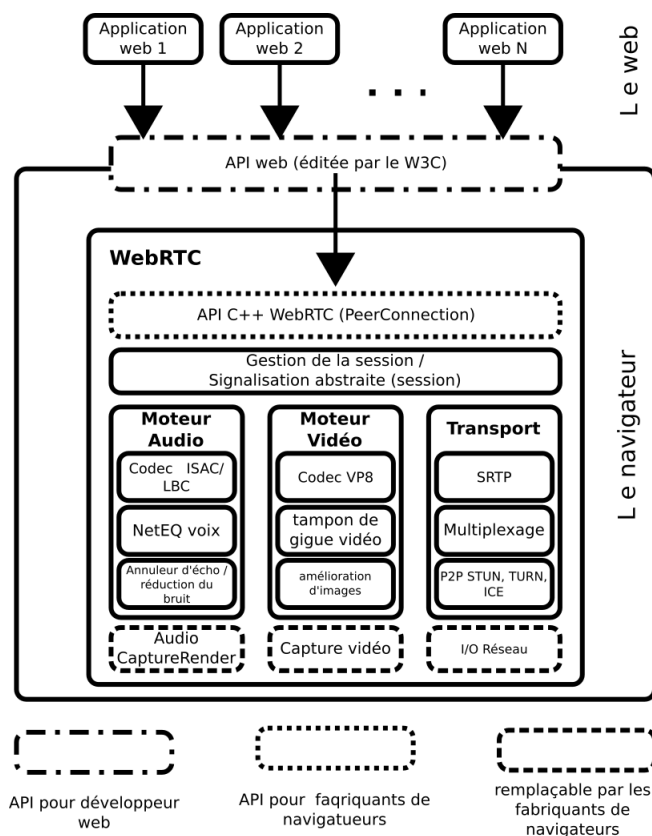 Application
web 1
Application
web 2
Application
web N
. . .
L e web
API web (éditée par le W3C)
WebRTC
API C++ WebRTC (PeerConnection)
Gestion de la session /
Signalisation abstraite (session)
Moteur
Audio
Codec ISAC/
LBC
NetEQ voix
Annuleur d'écho /
réduction du
bruit
Audio
CaptureRender
Moteur
Vidéo
Codec VP8
tampon de
gigue vidéo
amélioration
d'images
Capture vidéo
Transport
SRTP
Multiplexage
P2P STUN, TURN,
ICE
I/O Réseau
L e navigateur
API pour développeur
web
API pour faqriquants de
navigatueurs
remplaçable par les
fabriquants de
navigateurs